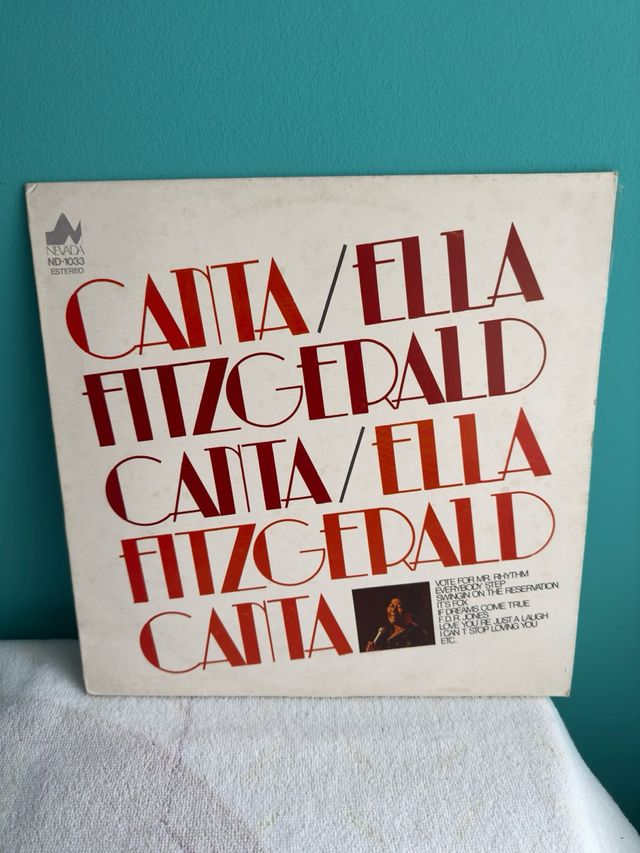 NEVADA
ND-1033
ESTEREO
CANTA / ELLA
FITZGERALD
CANTA / ELLA
FITZGERALD
CANTA
VOTE FOR MR. RHYTHM
EVERYBODY STEP
SWINGIN ON THE RESERVATION
IT'S FOX
IF DREAMS COME TRUE
F.D.R. JONES
LOVE YOU'RE JUST A LAUGH
I CAN T STOP LOVING YOU
ETC..